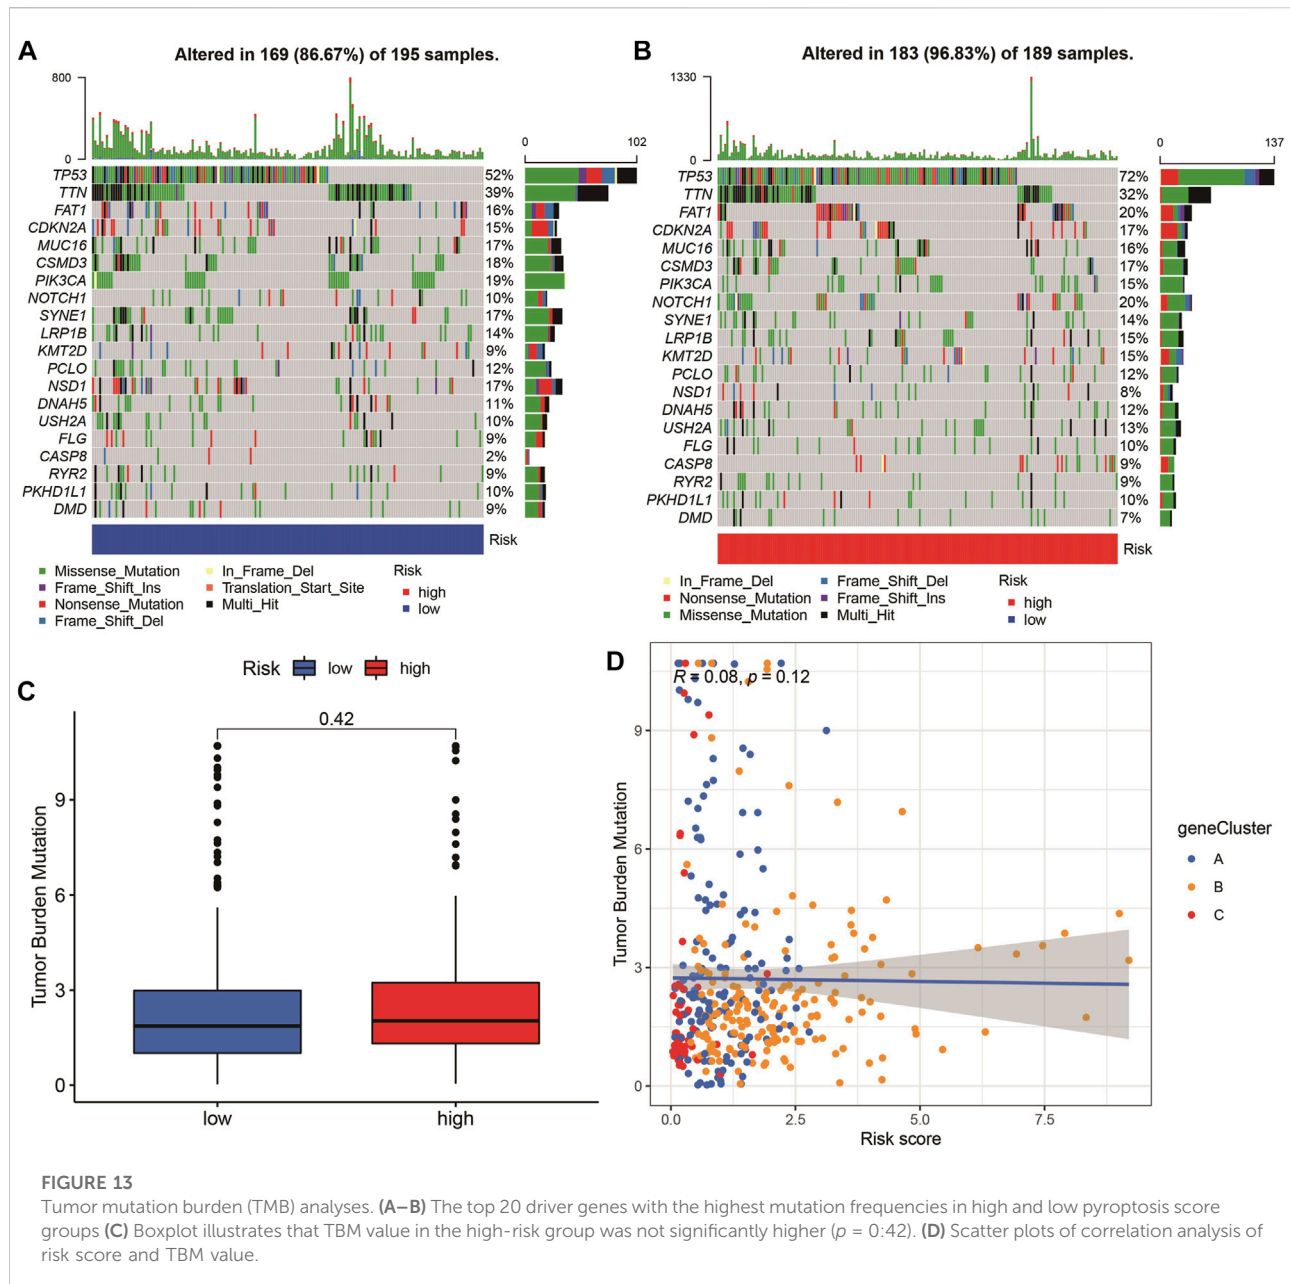 A
Altered in 169 (86.67%) of 195 samples.
800
0
0 102
TP53 52%
TTN 39%
FAT1 16%
CDKN2A 15%
MUC16 17%
CSMD3 18%
PIK3CA 19%
NOTCH1 10%
SYNE1 17%
LRP1B 14%
KMT2D 9%
PCLO 12%
NSD1 17%
DNAH5 11%
USH2A 10%
FLG 9%
CASP8 2%
RYR2 9%
PKHD1L1 10%
DMD 9%
Risk
Missense_Mutation In_Frame_Del Risk
Frame_Shift_Ins Translation_Start_Site high
Nonsense_Mutation Multi_Hit low
Frame_Shift_Del
B
Altered in 183 (96.83%) of 189 samples.
1330
0
0 137
TP53 72%
TTN 32%
FAT1 20%
CDKN2A 17%
MUC16 16%
CSMD3 17%
PIK3CA 15%
NOTCH1 20%
SYNE1 14%
LRP1B 15%
KMT2D 15%
PCLO 12%
NSD1 8%
DNAH5 12%
USH2A 13%
FLG 10%
CASP8 9%
RYR2 9%
PKHD1L1 10%
DMD 7%
Risk
In_Frame_Del Frame_Shift_Del Risk
Nonsense_Mutation Frame_Shift_Ins high
Missense_Mutation Multi_Hit low
C
Risk low high
0.42
Tumor Burden Mutation
9
6
3
0
low high
D
R = 0.08, p = 0.12
Tumor Burden Mutation
9
6
3
0
0.0 2.5 5.0 7.5
Risk score
geneCluster
A
B
C
FIGURE 13
Tumor mutation burden (TMB) analyses. (A–B) The top 20 driver genes with the highest mutation frequencies in high and low pyroptosis score
groups (C) Boxplot illustrates that TBM value in the high-risk group was not significantly higher (p = 0:42). (D) Scatter plots of correlation analysis of
risk score and TBM value.